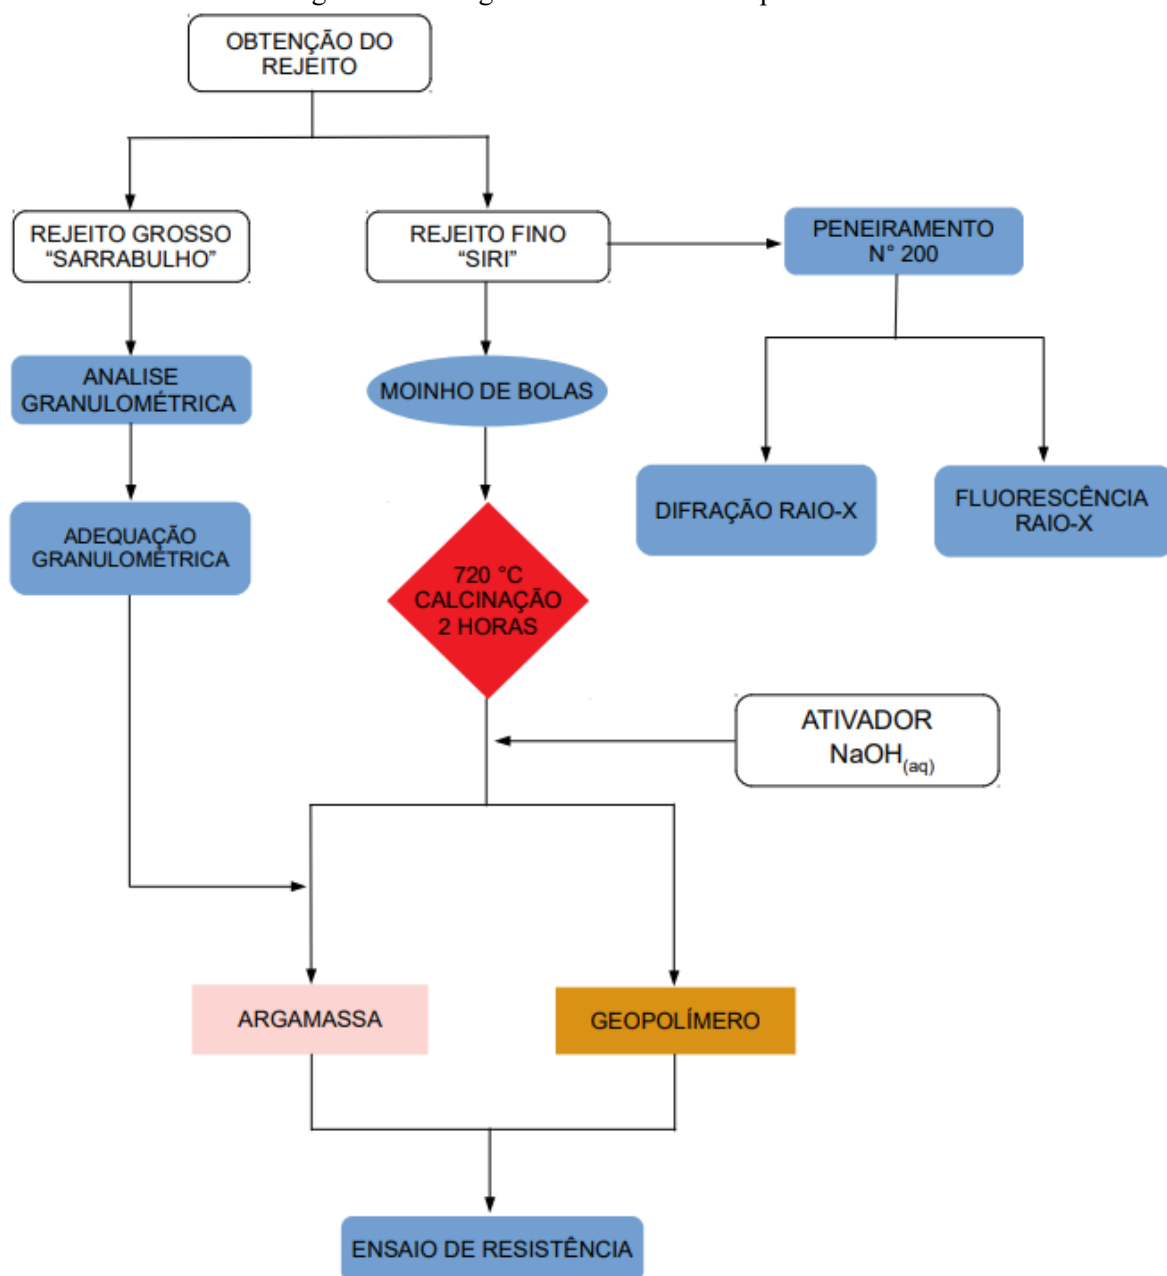 OBTENÇÃO DO
REJEITO
REJEITO GROSSO
“SARRABULHO”
REJEITO FINO
“SIRI”
PENEIRAMENTO
N° 200
ANALISE
GRANULOMÉTRICA
MOINHO DE BOLAS
ADEQUAÇÃO
GRANULOMÉTRICA
DIFRAÇÃO RAIO-X
FLUORESCÊNCIA
RAIO-X
720 °C
CALCINAÇÃO
2 HORAS
ATIVADOR
NaOH(aq)
ARGAMASSA
GEOPOLÍMERO
ENSAIO DE RESISTÊNCIA